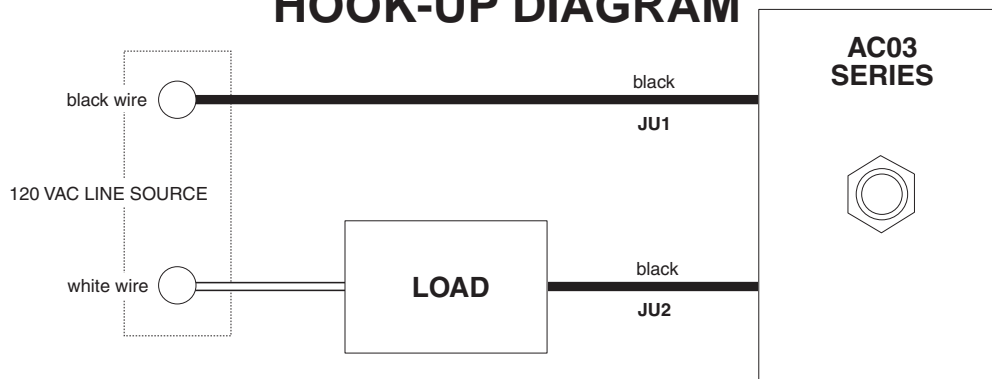 HOOK-UP DIAGRAM
AC03
SERIES
black wire
black
JU1
120 VAC LINE SOURCE
white wire
LOAD
black
JU2